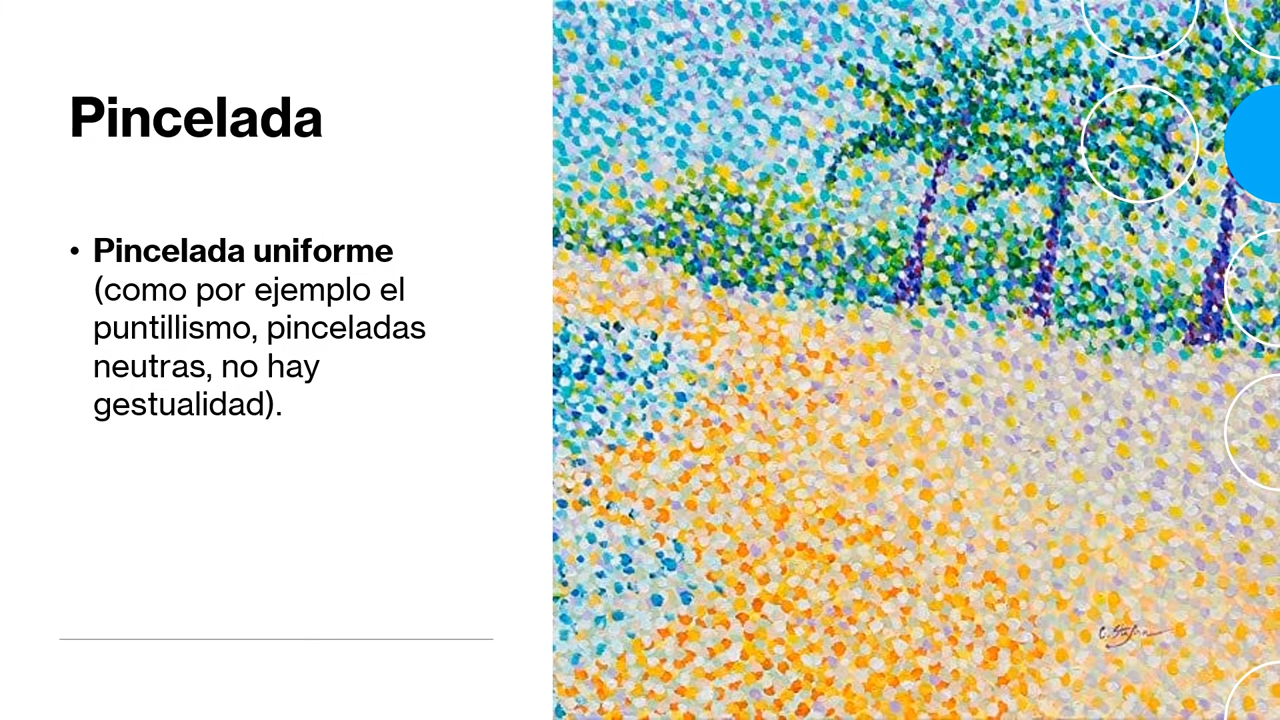 Pincelada
• Pincelada uniforme
(como por ejemplo el
puntillismo, pinceladas
neutras, no hay
gestualidad).